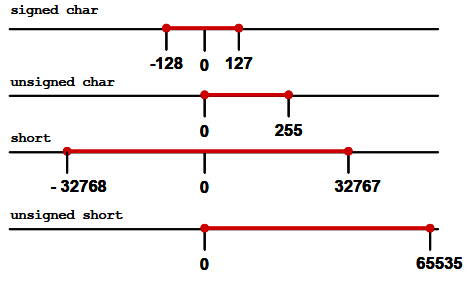 signed char
-128 0 127
unsigned char
0 255
short
- 32768 0 32767
unsigned short
0 65535